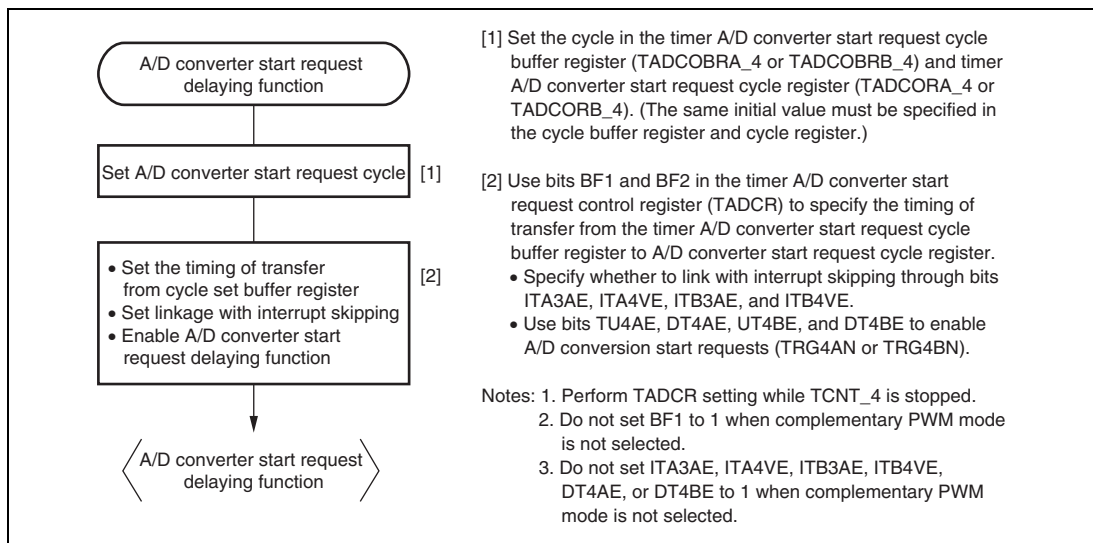 A/D converter start request
delaying function
Set A/D converter start request cycle [1]
• Set the timing of transfer
from cycle set buffer register
• Set linkage with interrupt skipping
• Enable A/D converter start
request delaying function
[2]
A/D converter start request
delaying function
[1] Set the cycle in the timer A/D converter start request cycle
buffer register (TADCOBRA_4 or TADCOBRB_4) and timer
A/D converter start request cycle register (TADCORA_4 or
TADCORB_4). (The same initial value must be specified in
the cycle buffer register and cycle register.)
[2] Use bits BF1 and BF2 in the timer A/D converter start
request control register (TADCR) to specify the timing of
transfer from the timer A/D converter start request cycle
buffer register to A/D converter start request cycle register.
• Specify whether to link with interrupt skipping through bits
ITA3AE, ITA4VE, ITB3AE, and ITB4VE.
• Use bits TU4AE, DT4AE, UT4BE, and DT4BE to enable
A/D conversion start requests (TRG4AN or TRG4BN).
Notes: 1. Perform TADCR setting while TCNT_4 is stopped.
2. Do not set BF1 to 1 when complementary PWM mode
is not selected.
3. Do not set ITA3AE, ITA4VE, ITB3AE, ITB4VE,
DT4AE, or DT4BE to 1 when complementary PWM
mode is not selected.